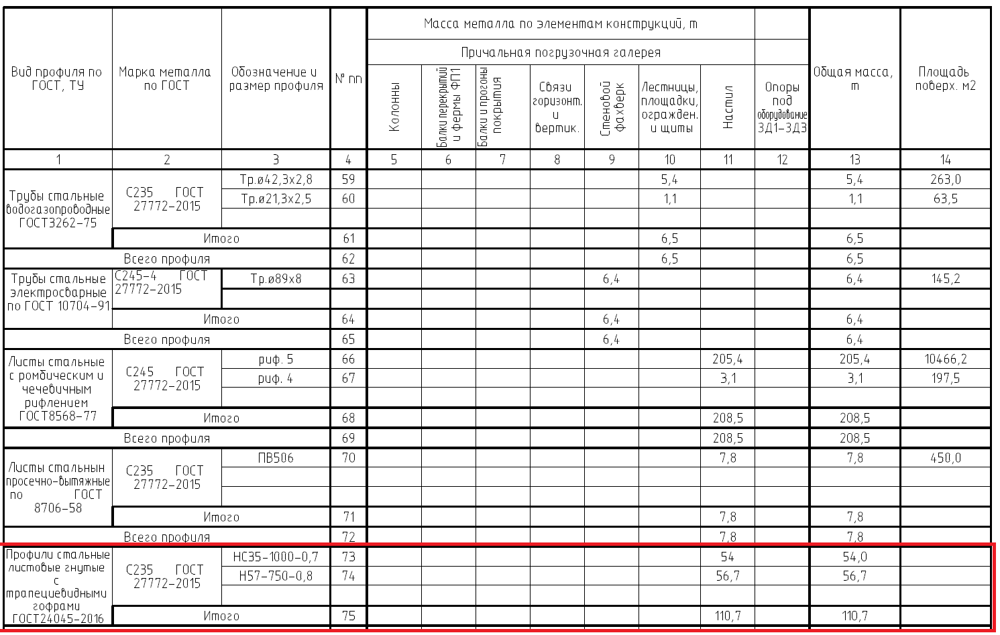 Масса металла по элементам конструкций, т
Причальная погрузочная галерея
Вид профиля по
ГОСТ, ТУ
Марка металла
по ГОСТ
Обозначение и
размер профиля
№ пп
Колонны
Балки перекрытий
и фермы ФП1
Балки и прогоны
покрытия
Связи
горизонт.
и
вертик.
Стеновой
фахверк
Лестницы,
площадки,
огражден.
и щиты
Настил
Опоры
под
оборудование
ЗД1-ЗД3
Общая масса,
т
Площадь
поверх. м2
1 2 3 4 5 6 7 8 9 10 11 12 13 14
Трубы стальные
водогазопроводные
ГОСТ3262-75
С235 ГОСТ
27772-2015
Тр.ø42,3х2,8 59 5,4 5,4 263,0
Тр.ø21,3х2,5 60 1,1 1,1 63,5
Итого 61 6,5 6,5
Всего профиля 62 6,5 6,5
Трубы стальные
электросварные
по ГОСТ 10704-91
С245-4 ГОСТ
27772-2015
Тр.ø89х8 63 6,4 6,4 145,2
Итого 64 6,4 6,4
Всего профиля 65 6,4 6,4
Листы стальные
с ромбическим и
чечевичным
рифлением
ГОСТ8568-77
С245 ГОСТ
27772-2015
риф. 5 66 205,4 205,4 10466,2
риф. 4 67 3,1 3,1 197,5
Итого 68 208,5 208,5
Всего профиля 69 208,5 208,5
Листы стальнын
просечно-вытяжные
по ГОСТ
8706-58
С235 ГОСТ
27772-2015
ПВ506 70 7,8 7,8 450,0
Итого 71 7,8 7,8
Всего профиля 72 7,8 7,8
Профили стальные
листовые гнутые
с
трапециевидными
гофрами
ГОСТ24045-2016
С235 ГОСТ
27772-2015
НС35-1000-0,7 73 54 54,0
Н57-750-0,8 74 56,7 56,7
Итого 75 110,7 110,7